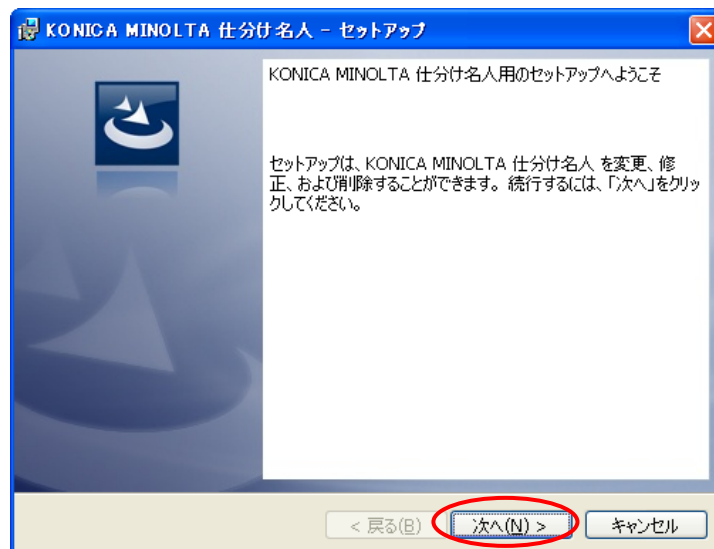 KONICA MINOLTA 仕分け名人 - セットアップ
KONICA MINOLTA 仕分け名人用のセットアップへようこそ
セットアップは、KONICA MINOLTA 仕分け名人 を変更、修
正、および削除することができます。続行するには、「次へ」をクリッ
クしてください。
< 戻る(B)
次へ(N) >
キャンセル